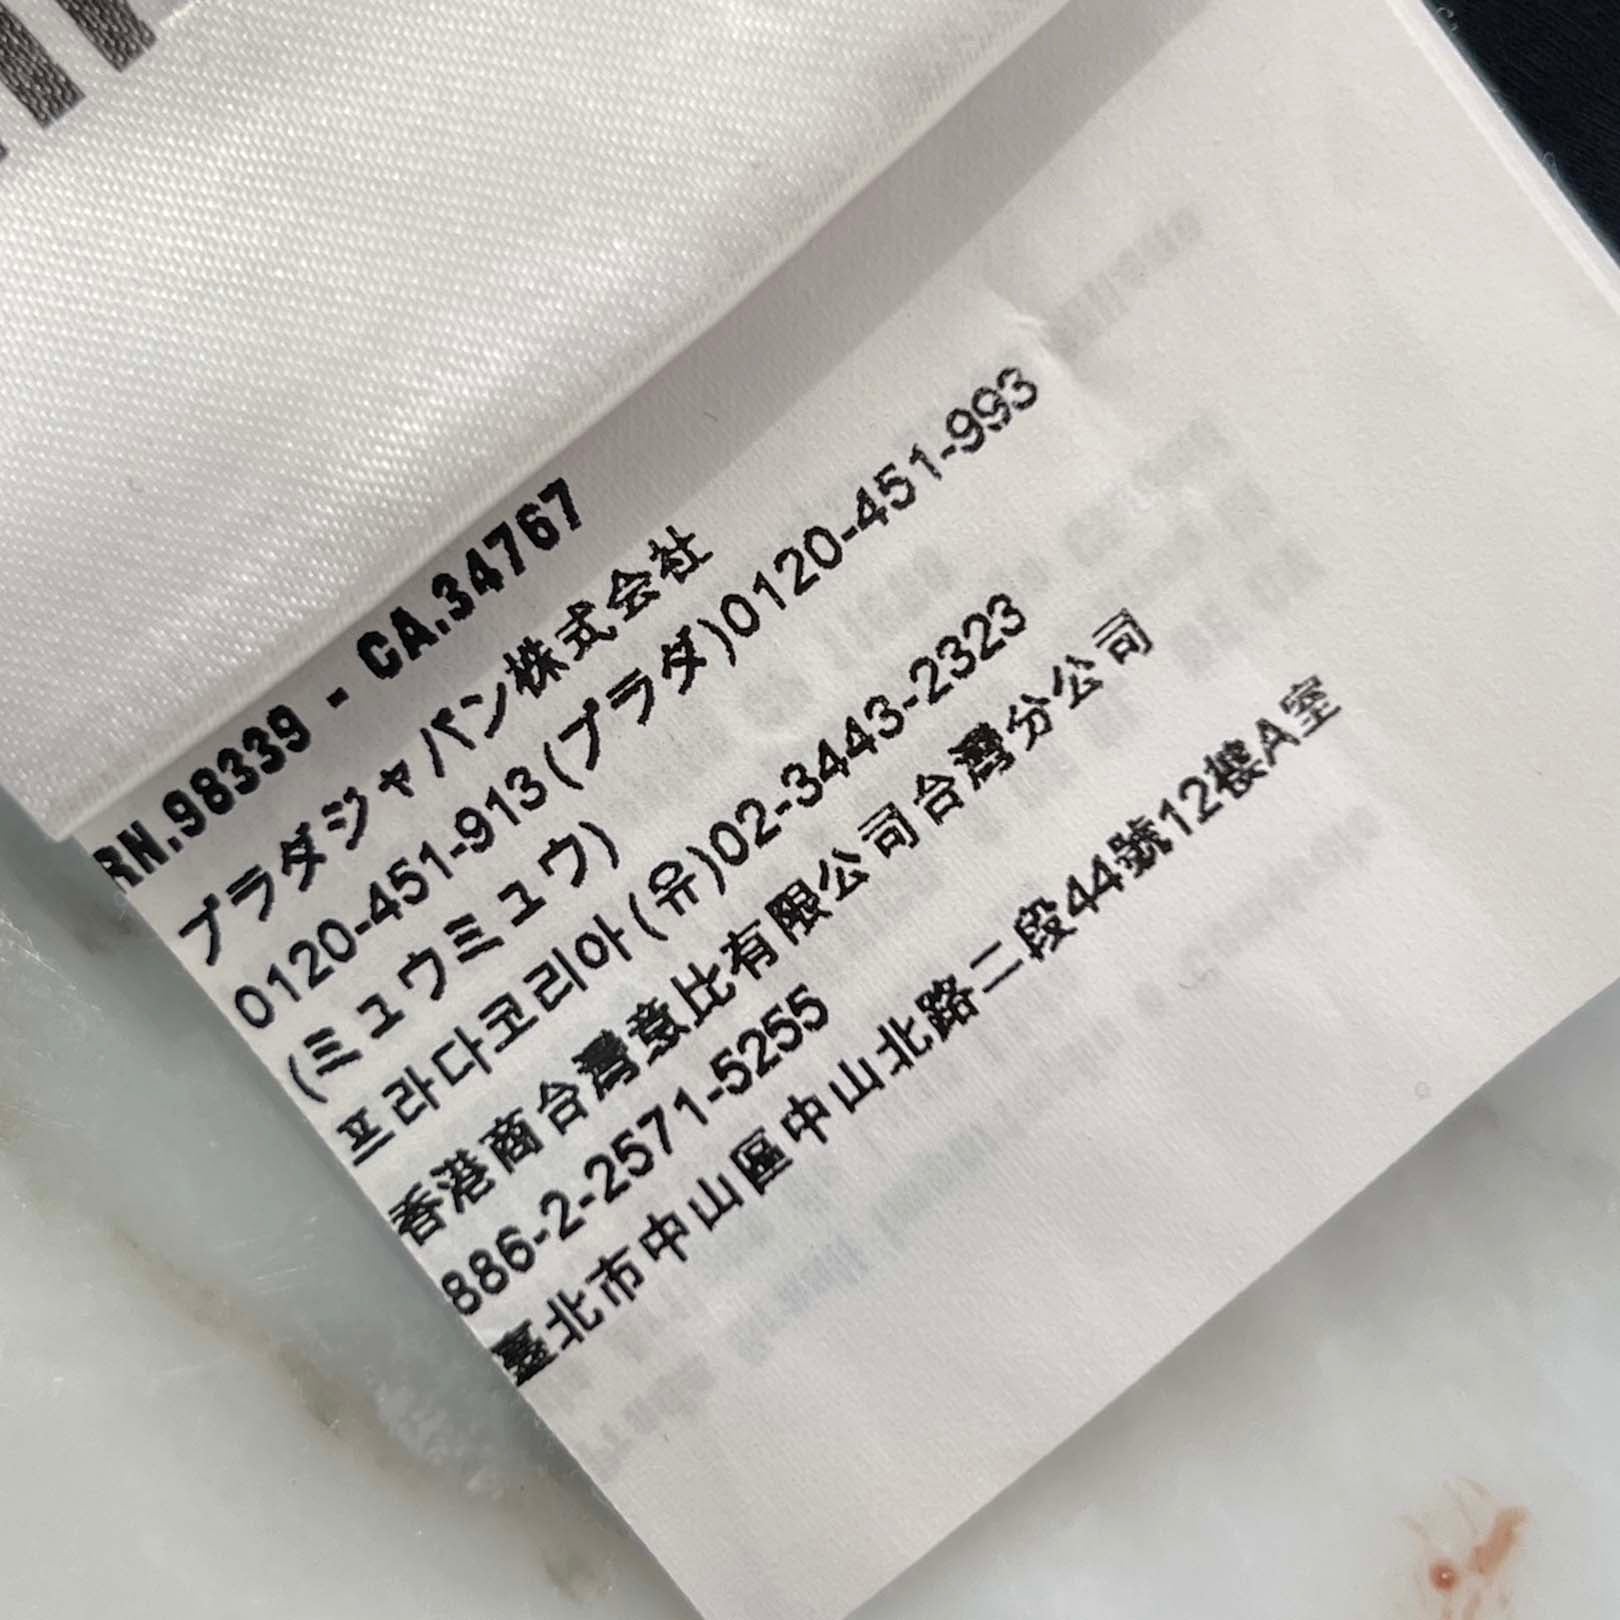 RN.98339 - CA.34767
プラダジャパン株式会社
0120-451-913(プラダ)0120-451-993
(ミュウミュウ)
프라다코리아(유)02-3443-2323
香港商台灣薏比有限公司台灣分公司
886-2-2571-5255
臺北市中山區中山北路二段44號12樓A室